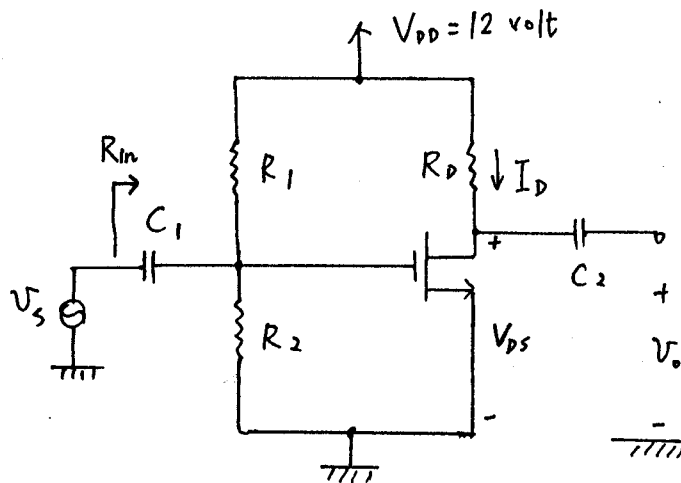 V_DD = 12 volt
R_in
R_1
R_D
I_D
C_1
+
C_2
v_s
+
R_2
V_DS
v_o
-
-